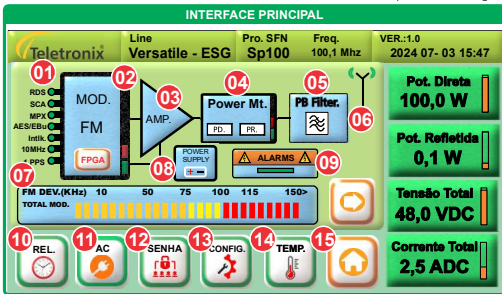 INTERFACE PRINCIPAL
Teletronix
Line
Versatile - ESG
Pro. SFN
Sp100
Freq.
100,1 Mhz
VER.:1.0
2024 07- 03 15:47
01
RDS
SCA
MPX
AES/EBu
Intlk.
10MHz
1 PPS
02
MOD.
FM
FPGA
03
AMP.
04
Power Mt.
PD.
PR.
05
PB Filter.
06
07
08
POWER
SUPPLY
09
ALARMS
FM DEV.(KHz) 10 50 75 100 115 150>
TOTAL MOD.
Pot. Direta
100,0 W
Pot. Refletida
0,1 W
Tensão Total
48,0 VDC
Corrente Total
2,5 ADC
10
REL.
11
AC
12
SENHA
13
CONFIG.
14
TEMP.
15